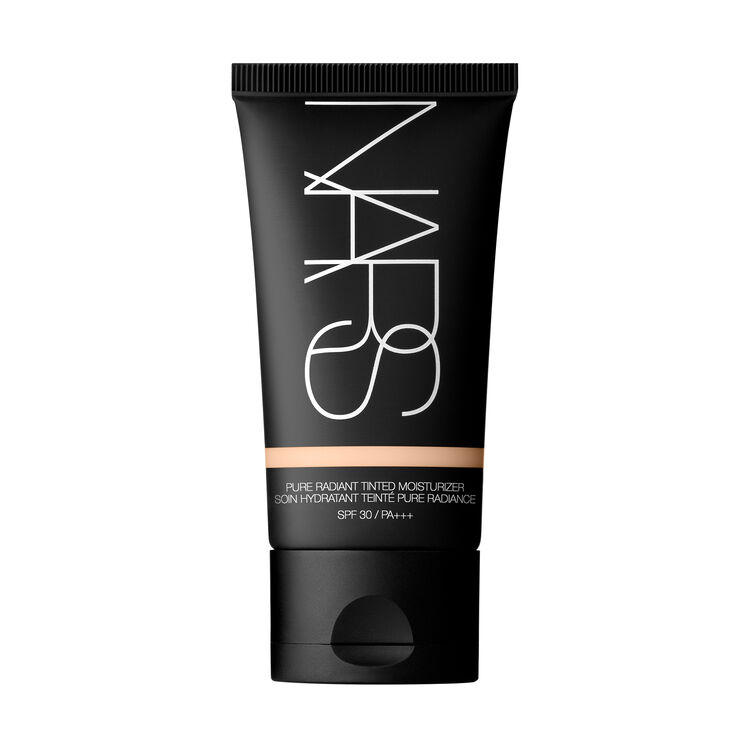 NARS
PURE RADIANT TINTED MOISTURIZER
SOIN HYDRATANT TEINTÉ PURE RADIANCE
SPF 30 / PA+++